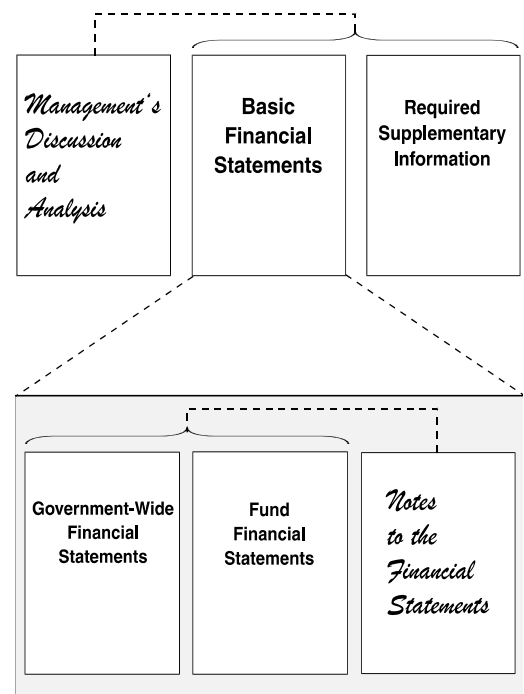 Management's
Discussion
and
Analysis
Basic
Financial
Statements
Required
Supplementary
Information
Government-Wide
Financial
Statements
Fund
Financial
Statements
Notes
to the
Financial
Statements